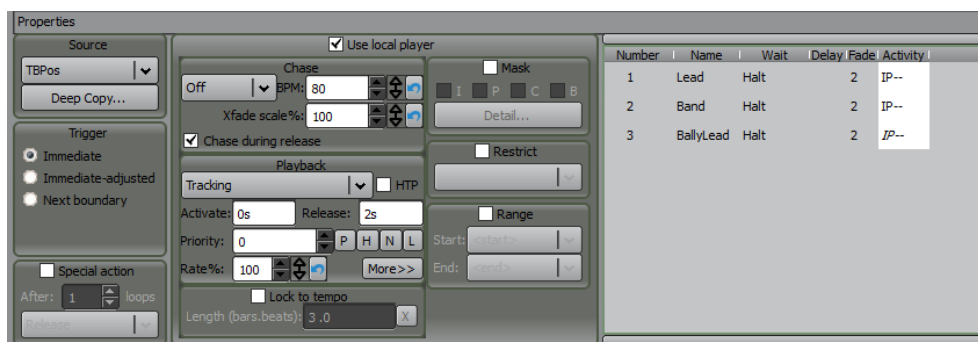 Properties
Source
TBPos
Deep Copy...
Trigger
Immediate
Immediate-adjusted
Next boundary
Special action
After: 1 loops
Release
Use local player
Chase
Off BPM: 80
Xfade scale%: 100
Chase during release
Playback
Tracking HTP
Activate: 0s Release: 2s
Priority: 0 P H N L
Rate%: 100 More>>
Lock to tempo
Length (bars.beats): 3.0 X
Mask
I P C B
Detail...
Restrict
Range
Start: <start>
End: <end>
Number Name Wait Delay Fade Activity
1 Lead Halt 2 IP--
2 Band Halt 2 IP--
3 BallyLead Halt 2 IP--